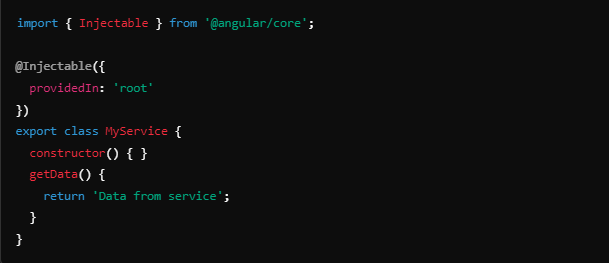 import { Injectable } from '@angular/core';
@Injectable({
  providedIn: 'root'
})
export class MyService {
  constructor() { }
  getData() {
    return 'Data from service';
  }
}